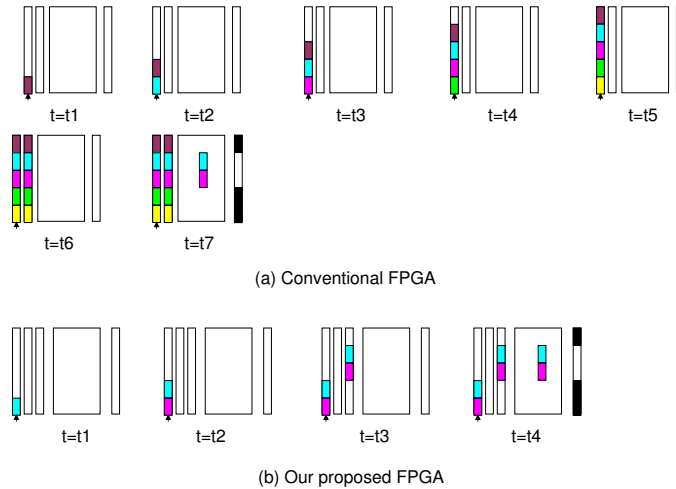 t=t1 t=t2 t=t3 t=t4 t=t5
t=t6 t=t7
(a) Conventional FPGA
t=t1 t=t2 t=t3 t=t4
(b) Our proposed FPGA